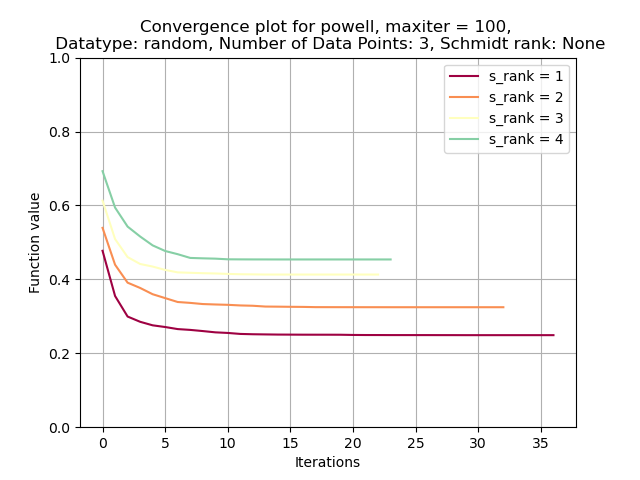 Convergence plot for powell, maxiter = 100,
Datatype: random, Number of Data Points: 3, Schmidt rank: None
1.0
0.8
0.6
0.4
0.2
0.0
Function value
s_rank = 1
s_rank = 2
s_rank = 3
s_rank = 4
0 5 10 15 20 25 30 35
Iterations